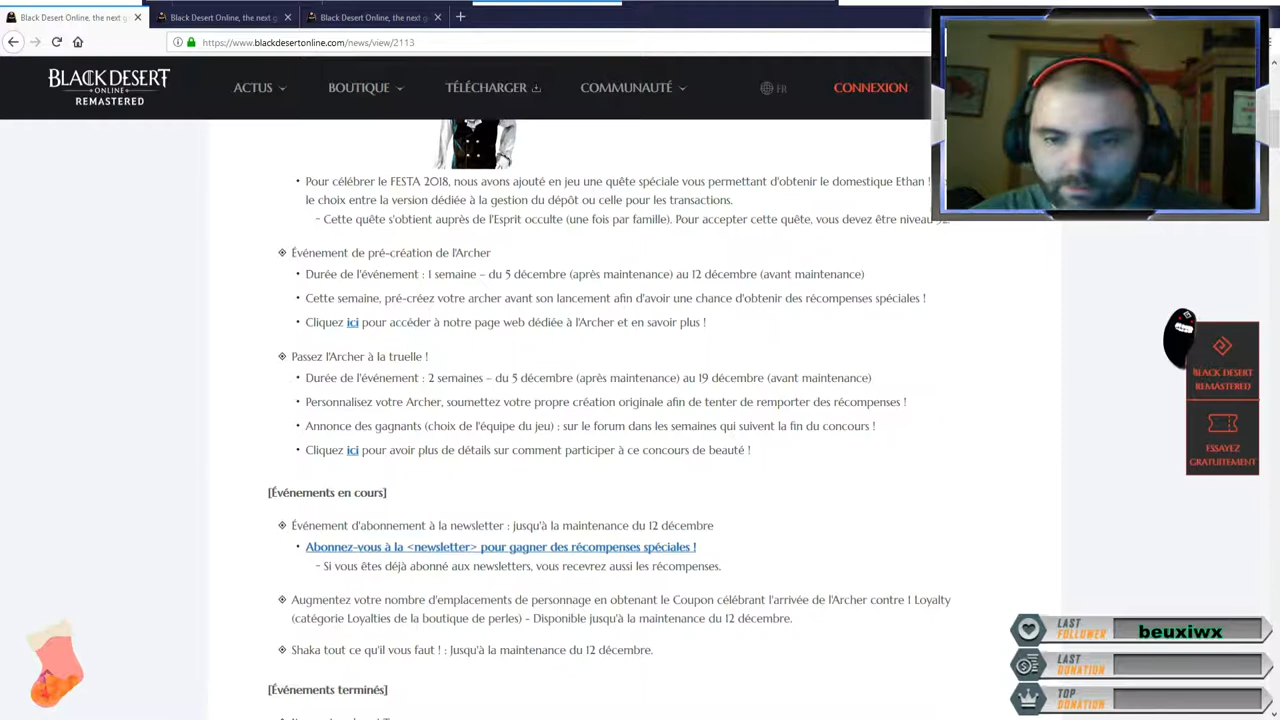 Black Desert Online, the next g
Black Desert Online, the next g
Black Desert Online, the next g
https://www.blackdesertonline.com/news/view/2113
BLACK DESERT
ONLINE
REMASTERED
ACTUS
BOUTIQUE
TÉLÉCHARGER
COMMUNAUTÉ
FR
CONNEXION
• Pour célébrer le FESTA 2018, nous avons ajouté en jeu une quête spéciale vous permettant d'obtenir le domestique Ethan !
le choix entre la version dédiée à la gestion du dépôt ou celle pour les transactions.
- Cette quête s'obtient auprès de l'Esprit occulte (une fois par famille). Pour accepter cette quête, vous devez être niveau
Événement de pré-création de l'Archer
• Durée de l'événement : 1 semaine – du 5 décembre (après maintenance) au 12 décembre (avant maintenance)
• Cette semaine, pré-créez votre archer avant son lancement afin d'avoir une chance d'obtenir des récompenses spéciales !
• Cliquez ici pour accéder à notre page web dédiée à l'Archer et en savoir plus !
Passez l'Archer à la truelle !
• Durée de l'événement : 2 semaines – du 5 décembre (après maintenance) au 19 décembre (avant maintenance)
• Personnalisez votre Archer, soumettez votre propre création originale afin de tenter de remporter des récompenses !
• Annonce des gagnants (choix de l'équipe du jeu) : sur le forum dans les semaines qui suivent la fin du concours !
• Cliquez ici pour avoir plus de détails sur comment participer à ce concours de beauté !
[Événements en cours]
Événement d'abonnement à la newsletter : jusqu'à la maintenance du 12 décembre
• Abonnez-vous à la <newsletter> pour gagner des récompenses spéciales !
- Si vous êtes déjà abonné aux newsletters, vous recevrez aussi les récompenses.
Augmentez votre nombre d'emplacements de personnage en obtenant le Coupon célébrant l'arrivée de l'Archer contre 1 Loyalty
(catégorie Loyalties de la boutique de perles) - Disponible jusqu'à la maintenance du 12 décembre.
Shaka tout ce qu'il vous faut ! : Jusqu'à la maintenance du 12 décembre.
[Événements terminés]
BLACK DESERT
REMASTERED
ESSAYEZ
GRATUITEMENT
LAST
FOLLOWER
beuxiwx
LAST
DONATION
TOP
DONATION